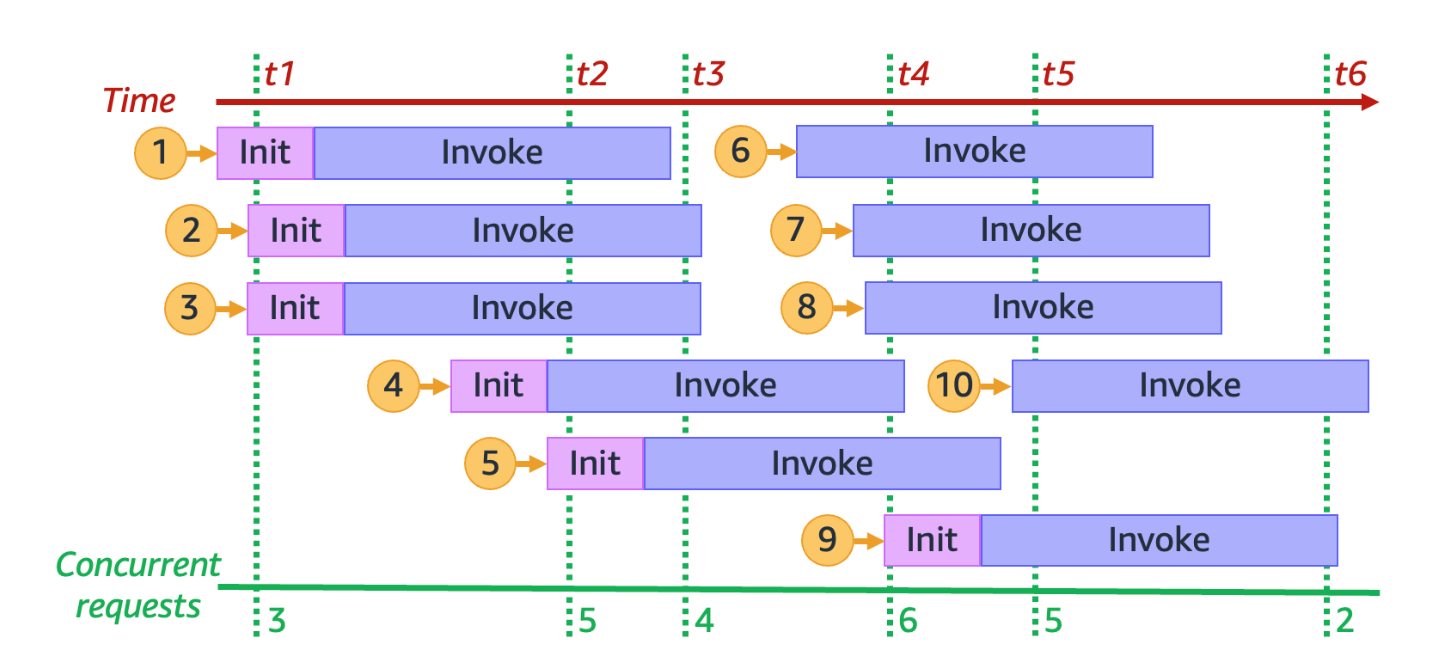 t1 t2 t3 t4 t5 t6
Time
1 Init Invoke 6 Invoke
2 Init Invoke 7 Invoke
3 Init Invoke 8 Invoke
4 Init Invoke 10 Invoke
5 Init Invoke
9 Init Invoke
Concurrent
requests
3 5 4 6 5 2